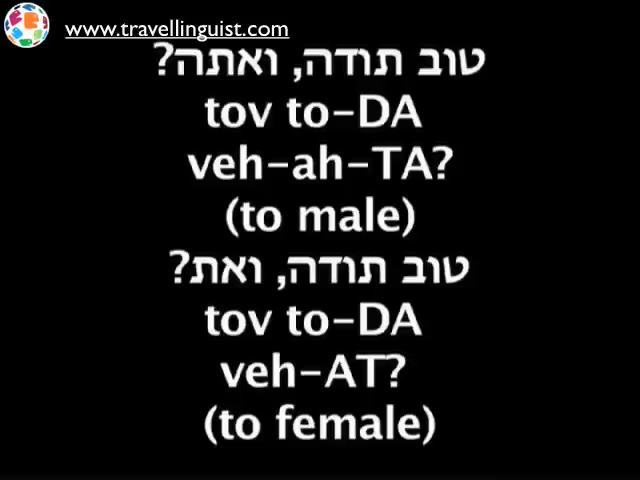 www.travellinguist.com
טוב תודה, ואתה?
tov to-DA
veh-ah-TA?
(to male)
טוב תודה, ואת?
tov to-DA
veh-AT?
(to female)